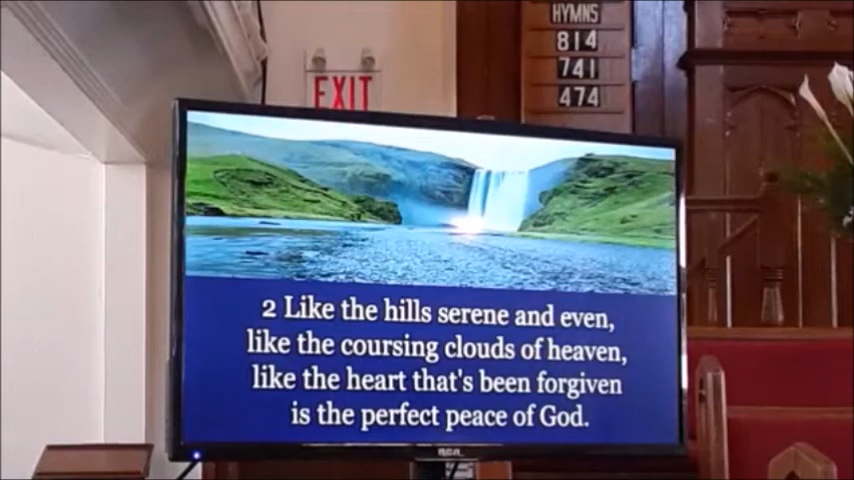 HYMNS
814
741
474
EXIT
2 Like the hills serene and even,
like the coursing clouds of heaven,
like the heart that's been forgiven
is the perfect peace of God.
RCA